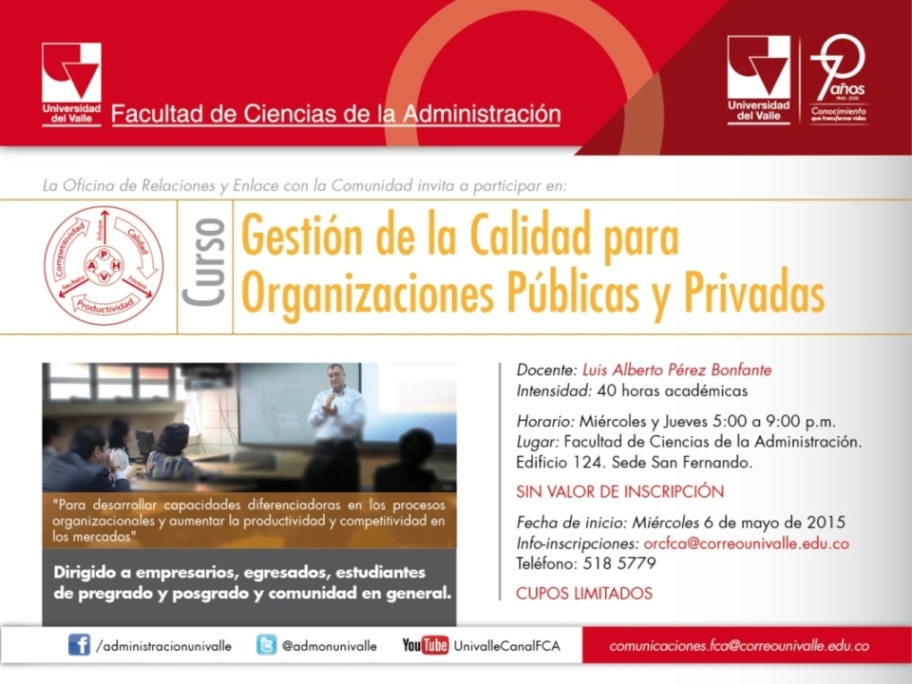 Universidad
del Valle
Facultad de Ciencias de la Administración
Universidad
del Valle
70 años
1945 - 2015
Conocimiento
que transforma vidas
La Oficina de Relaciones y Enlace con la Comunidad invita a participar en:
Competitividad
Enfoque
Calidad
P
A H
V
Resultados
Procesos
Productividad
Curso
Gestión de la Calidad para
Organizaciones Públicas y Privadas
Docente: Luis Alberto Pérez Bonfante
Intensidad: 40 horas académicas
Horario: Miércoles y Jueves 5:00 a 9:00 p.m.
Lugar: Facultad de Ciencias de la Administración.
Edificio 124. Sede San Fernando.
SIN VALOR DE INSCRIPCIÓN
Fecha de inicio: Miércoles 6 de mayo de 2015
Info-inscripciones: orcfca@correounivalle.edu.co
Teléfono: 518 5779
CUPOS LIMITADOS
"Para desarrollar capacidades diferenciadoras en los procesos
organizacionales y aumentar la productividad y competitividad en
los mercados"
Dirigido a empresarios, egresados, estudiantes
de pregrado y posgrado y comunidad en general.
/administracionunivalle
@admonunivalle
YouTube UnivalleCanalFCA
comunicaciones.fca@correounivalle.edu.co